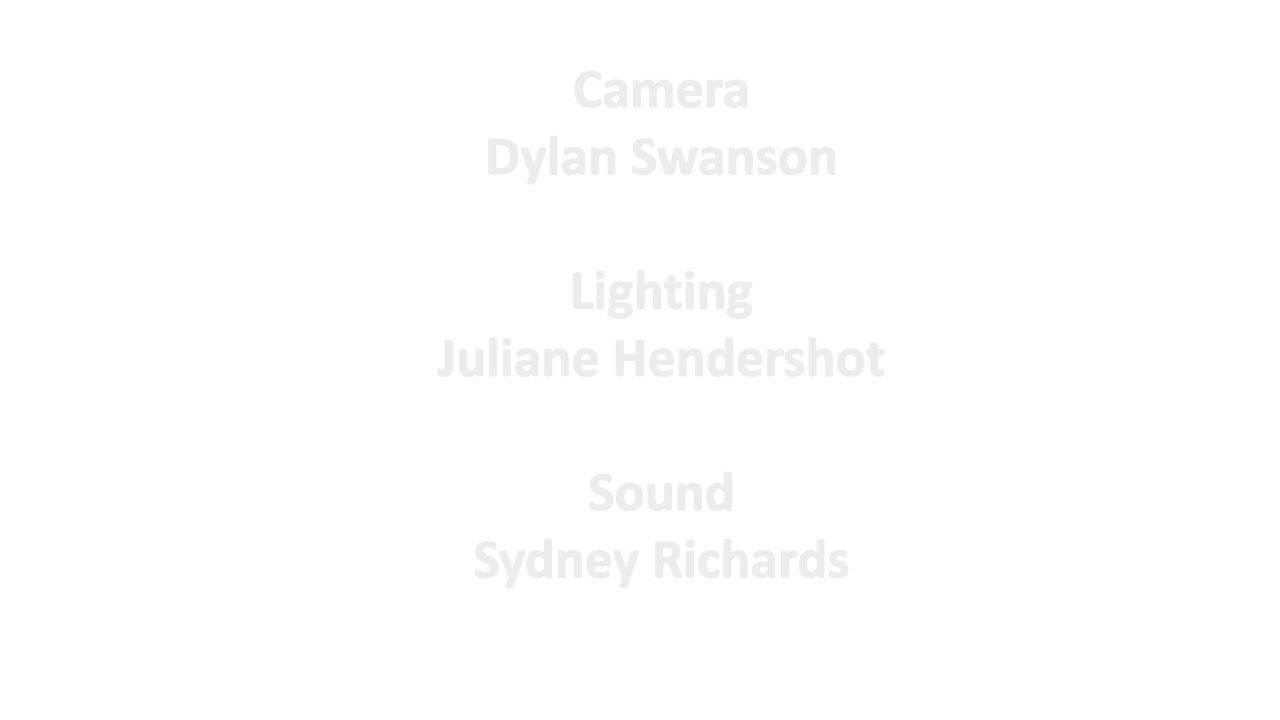 Camera
Dylan Swanson
Lighting
Juliane Hendershot
Sound
Sydney Richards